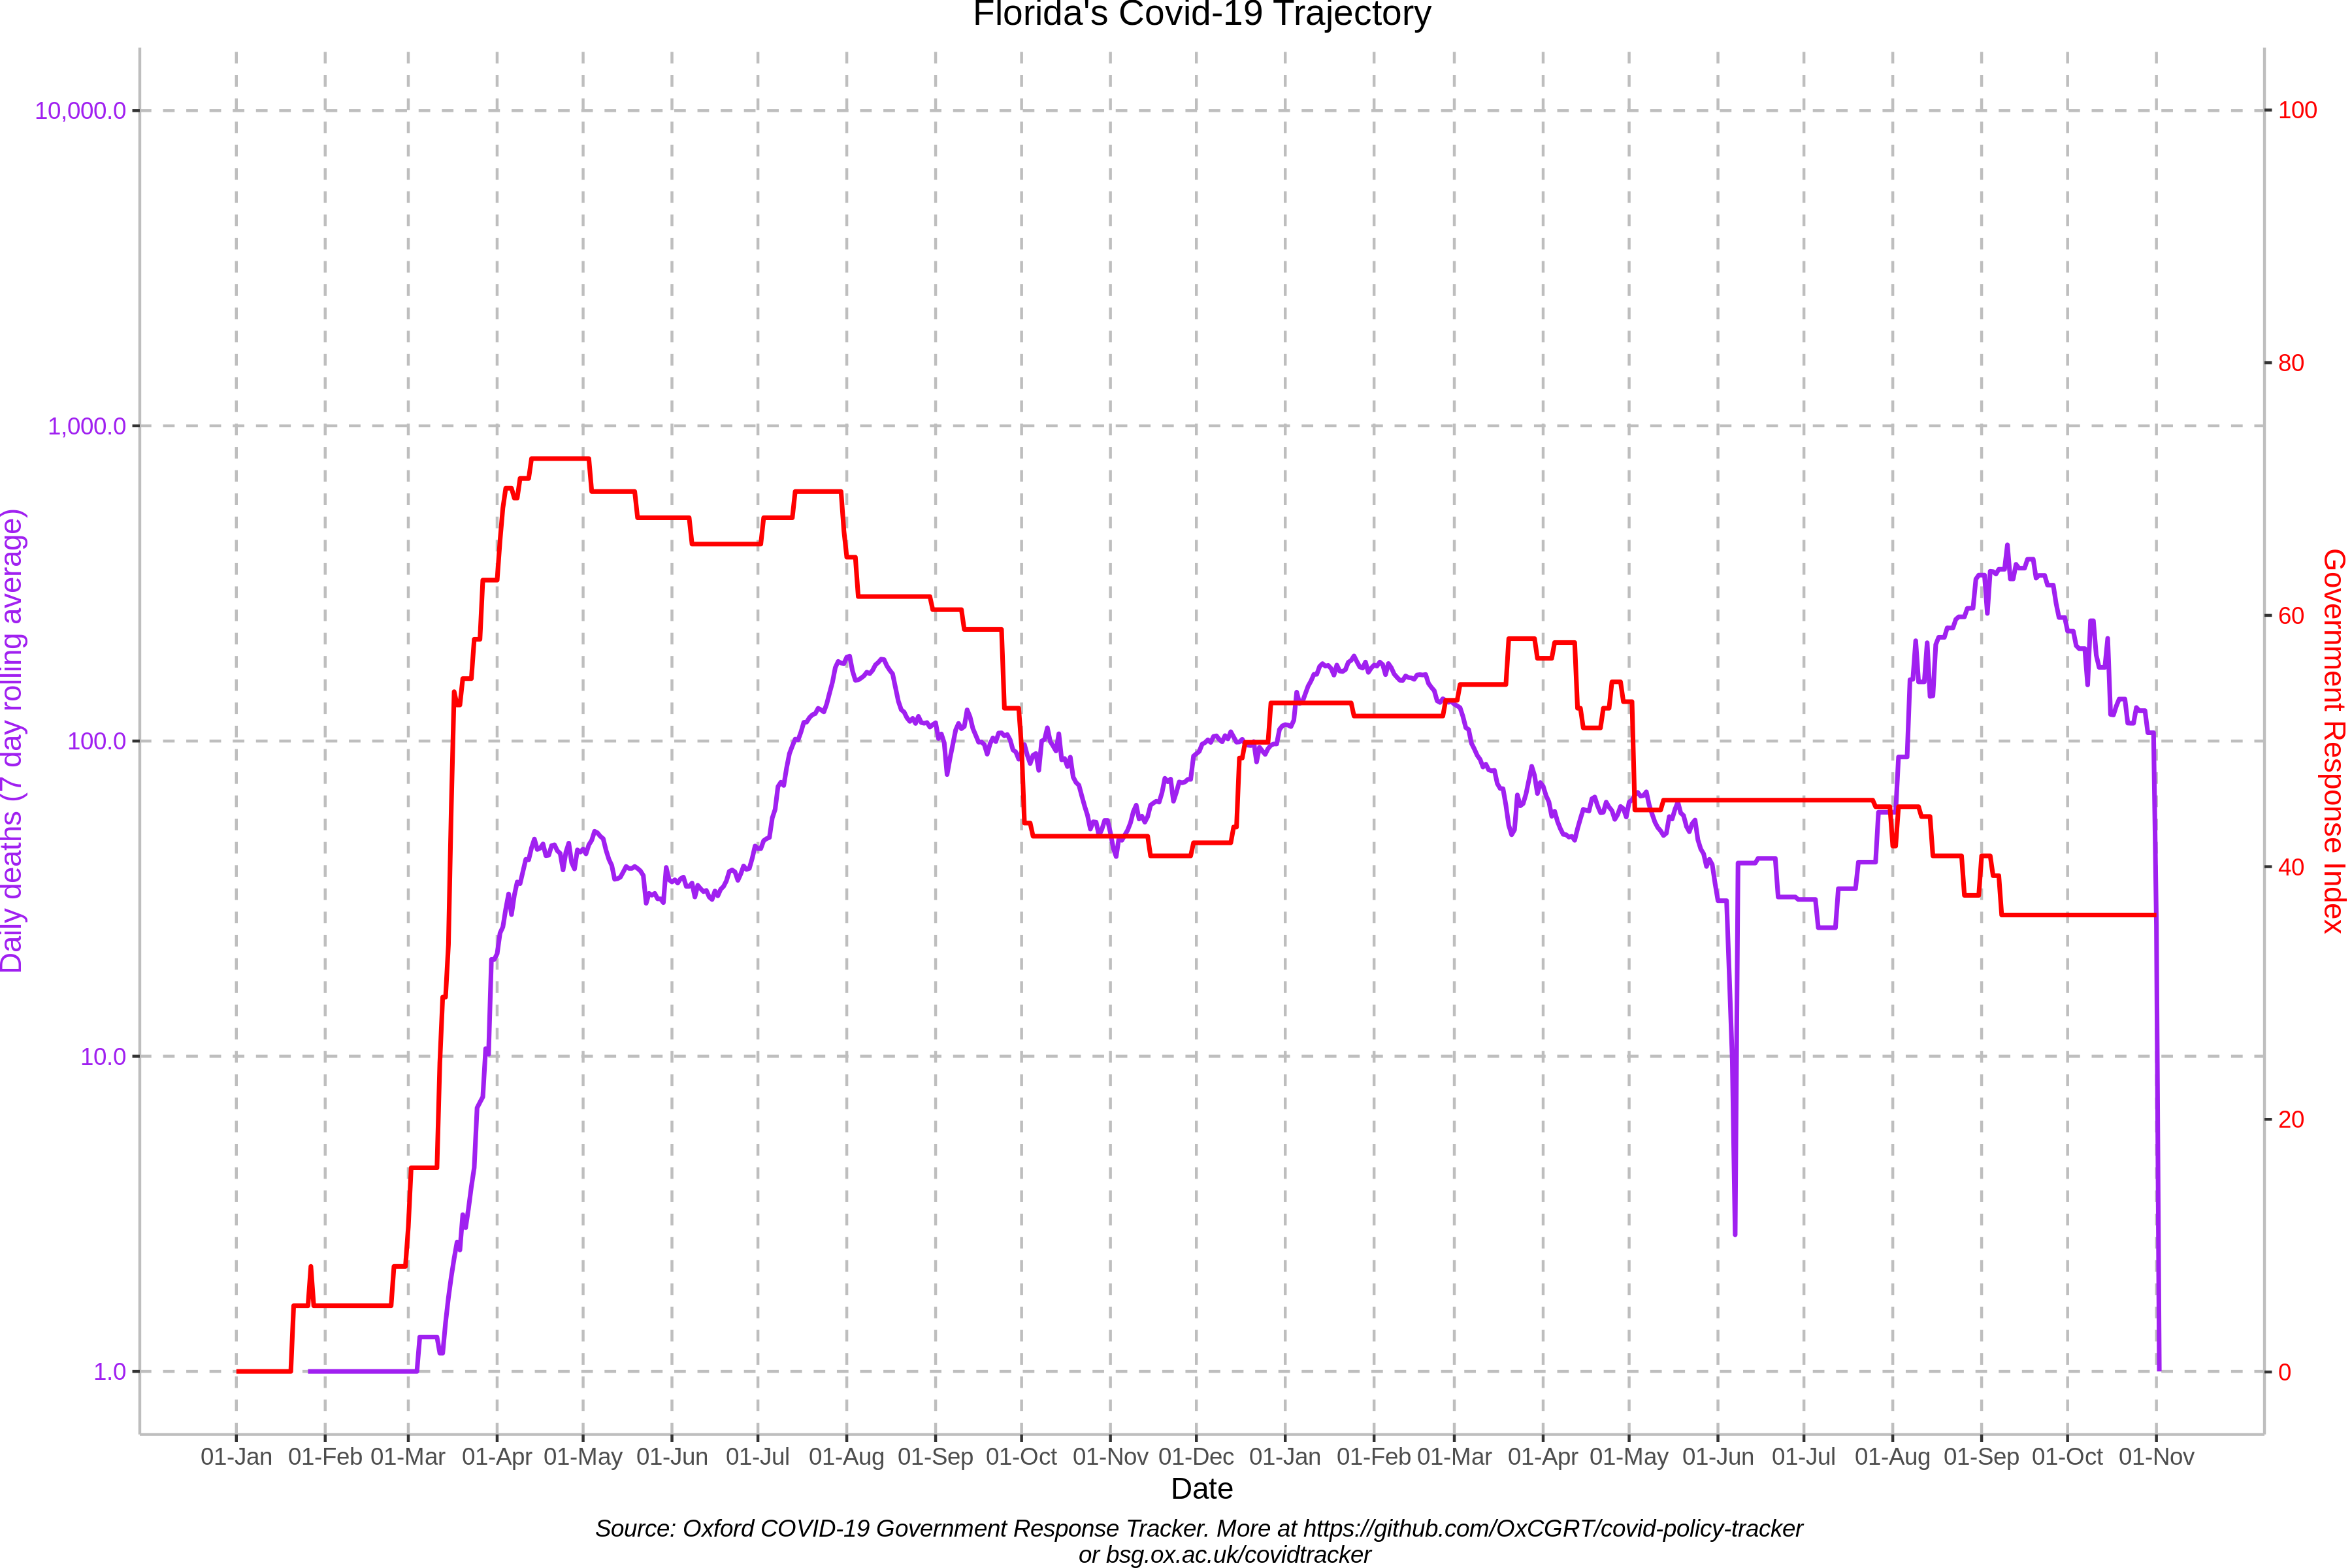 Florida's Covid-19 Trajectory
10,000.0
1,000.0
100.0
10.0
1.0
Daily deaths (7 day rolling average)
100
80
60
40
20
0
Government Response Index
01-Jan 01-Feb 01-Mar 01-Apr 01-May 01-Jun 01-Jul 01-Aug 01-Sep 01-Oct 01-Nov 01-Dec 01-Jan 01-Feb 01-Mar 01-Apr 01-May 01-Jun 01-Jul 01-Aug 01-Sep 01-Oct 01-Nov
Date
Source: Oxford COVID-19 Government Response Tracker. More at https://github.com/OxCGRT/covid-policy-tracker
or bsg.ox.ac.uk/covidtracker